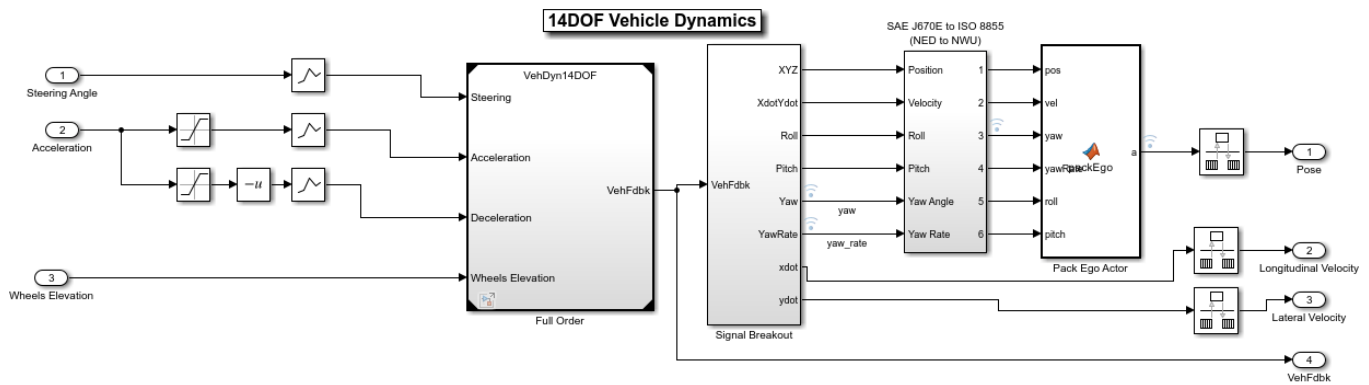 14DOF Vehicle Dynamics
1
Steering Angle
2
Acceleration
3
Wheels Elevation
-u
VehDyn14DOF
Steering
Acceleration
Deceleration
Wheels Elevation
VehFdbk
Full Order
VehFdbk
XYZ
XdotYdot
Roll
Pitch
Yaw
YawRate
xdot
ydot
Signal Breakout
yaw
yaw_rate
SAE J670E to ISO 8855
(NED to NWU)
Position 1
Velocity 2
Roll 3
Pitch 4
Yaw Angle 5
Yaw Rate 6
pos
vel
yaw
yawRate
roll
pitch
packEgo
a
Pack Ego Actor
1
Pose
2
Longitudinal Velocity
3
Lateral Velocity
4
VehFdbk